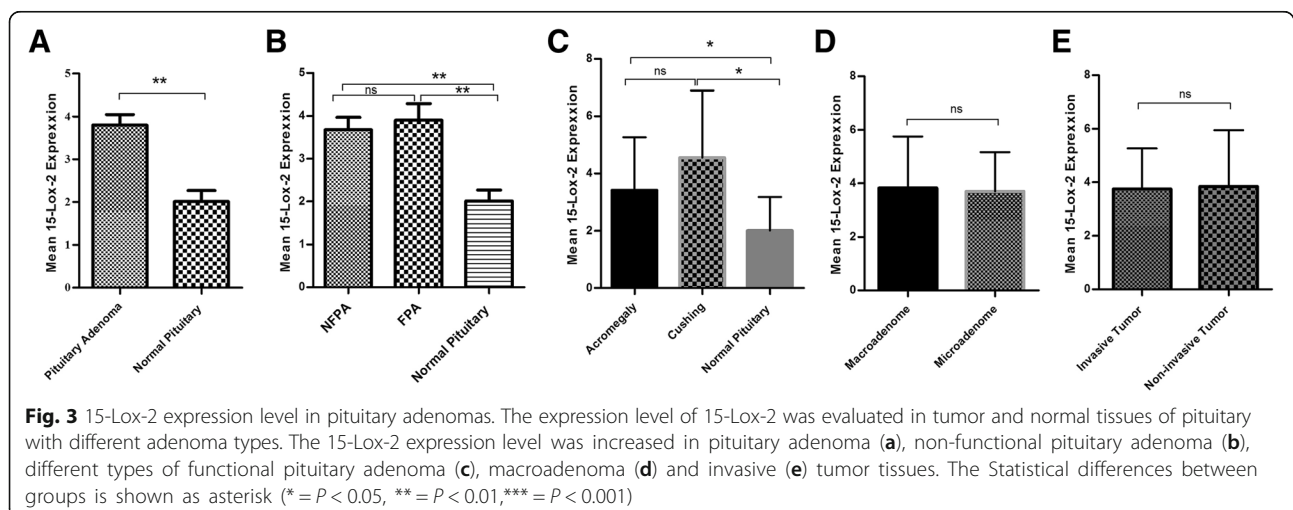 A
Mean 15-Lox-2 Exprexxion
5
4
3
2
1
0
**
Pituitary Adenoma
Normal Pituitary
B
Mean 15-Lox-2 Exprexxion
5
4
3
2
1
0
**
ns
**
NFPA
FPA
Normal Pituitary
C
Mean 15-Lox-2 Exprexxion
8
6
4
2
0
*
ns
*
Acromegaly
Cushing
Normal Pituitary
D
Mean 15-Lox-2 Exprexxion
8
6
4
2
0
ns
Macroadenome
Microadenome
E
Mean 15-Lox-2 Exprexxion
8
6
4
2
0
ns
Invasive Tumor
Non-invasive Tumor
Fig. 3 15-Lox-2 expression level in pituitary adenomas. The expression level of 15-Lox-2 was evaluated in tumor and normal tissues of pituitary
with different adenoma types. The 15-Lox-2 expression level was increased in pituitary adenoma (a), non-functional pituitary adenoma (b),
different types of functional pituitary adenoma (c), macroadenoma (d) and invasive (e) tumor tissues. The Statistical differences between
groups is shown as asterisk (* = P < 0.05, ** = P < 0.01,*** = P < 0.001)